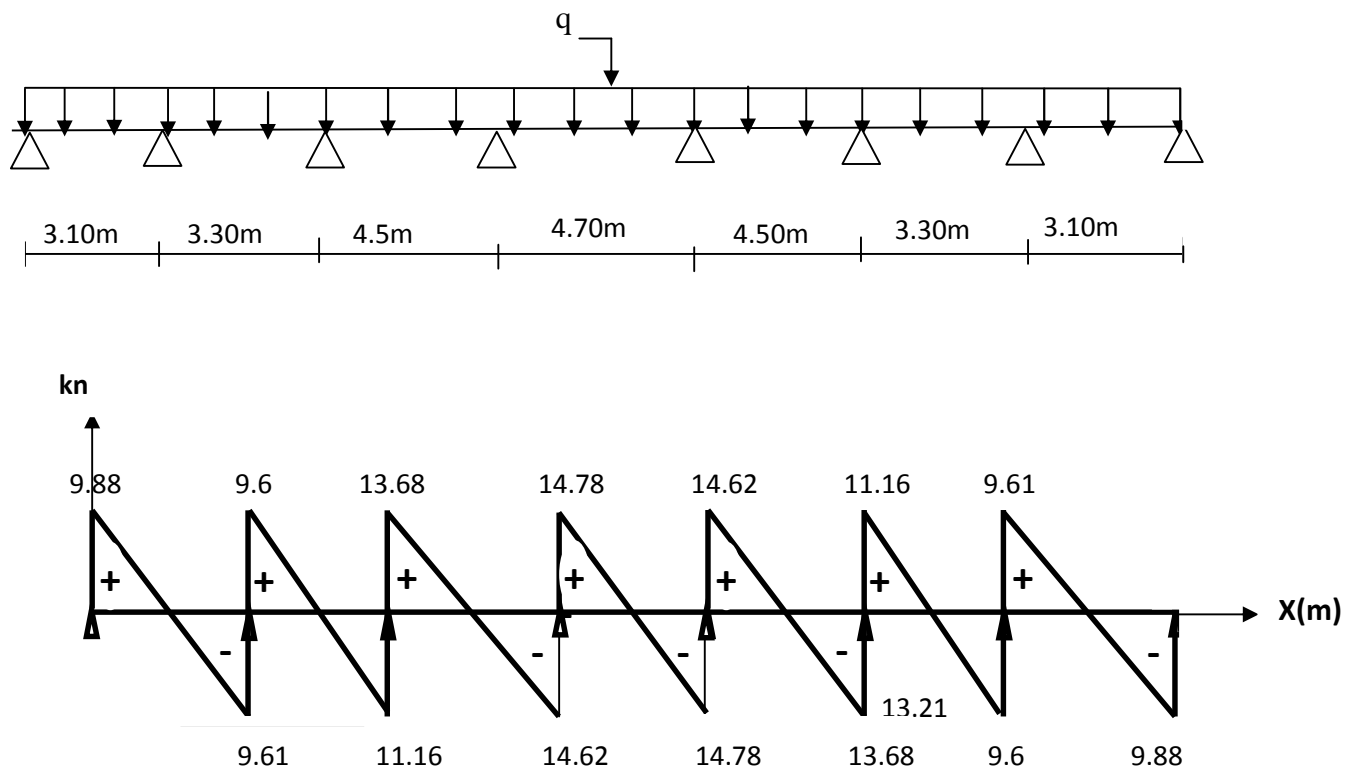 q
3.10m 3.30m 4.5m 4.70m 4.50m 3.30m 3.10m
kn
9.88 9.6 13.68 14.78 14.62 11.16 9.61
+ + + + + + +
X(m)
- - - - -
13.21
9.61 11.16 14.62 14.78 13.68 9.6 9.88